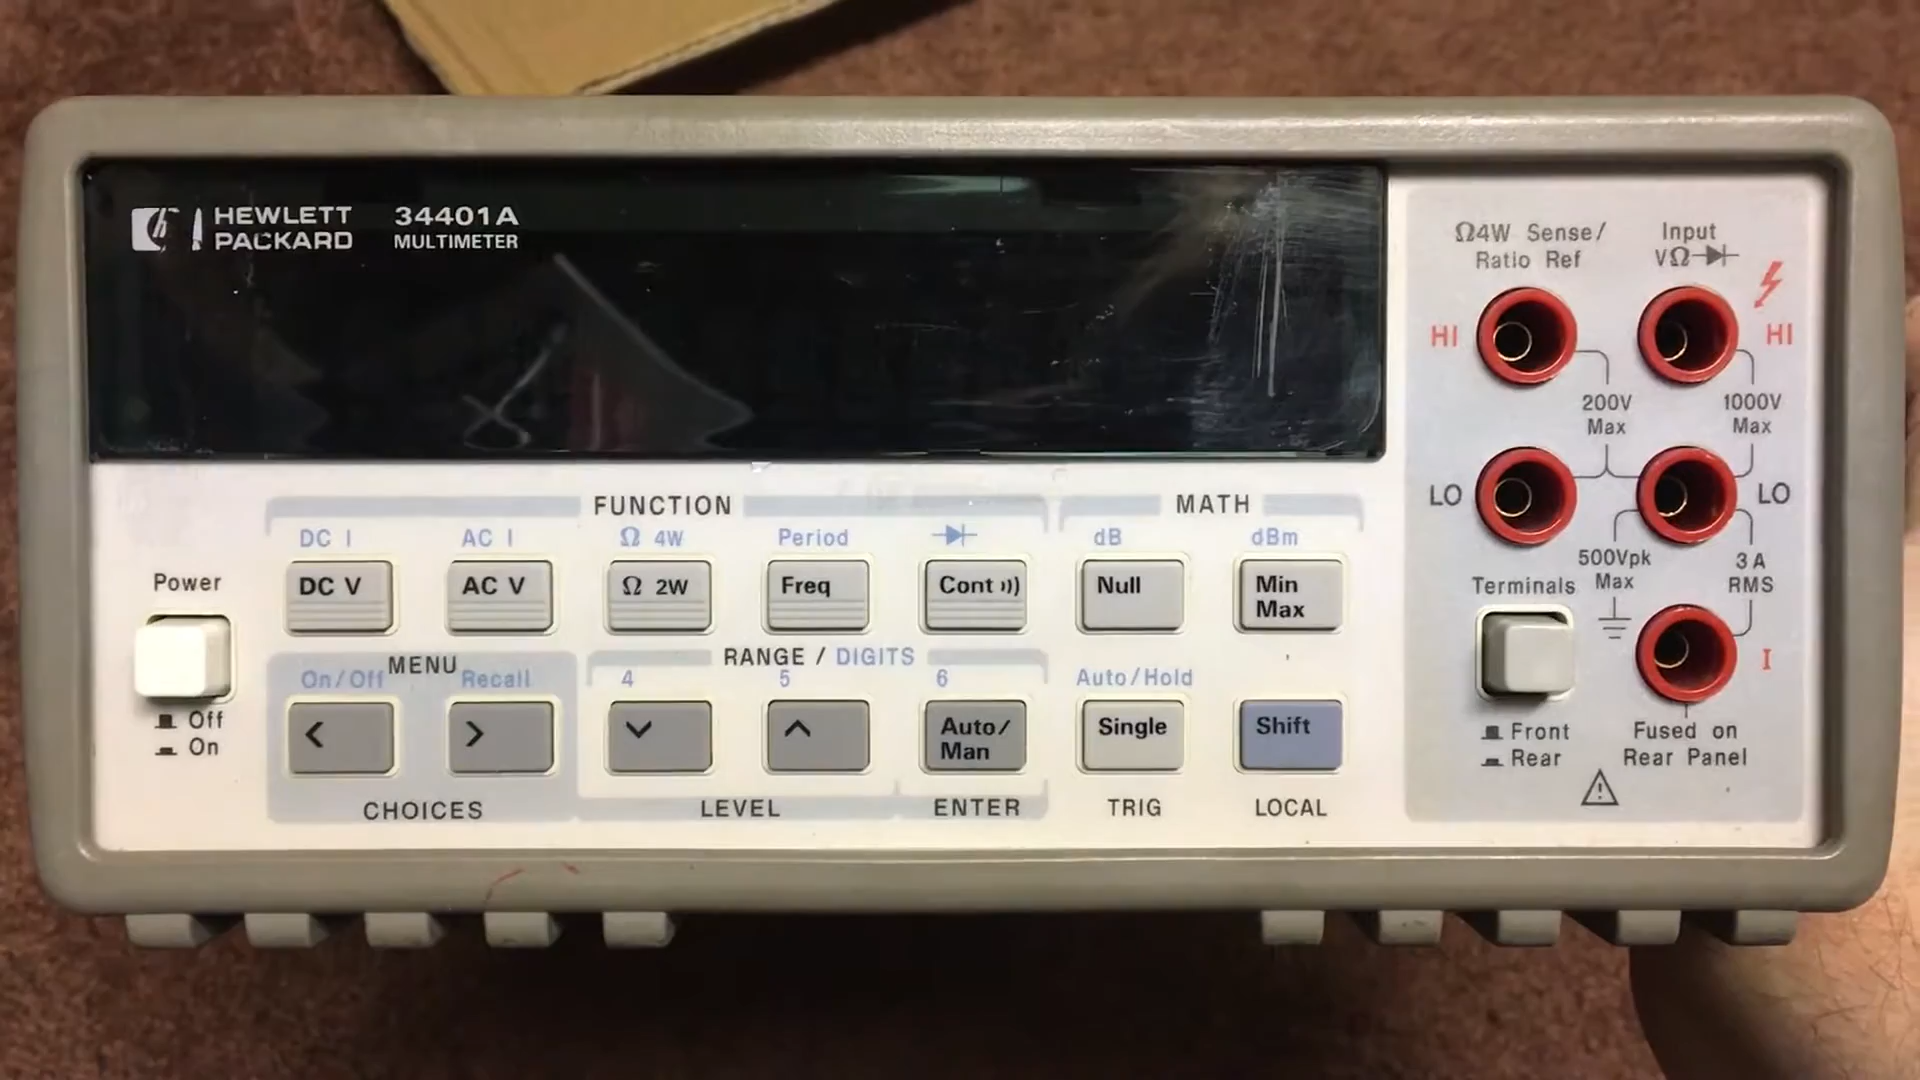 hp HEWLETT PACKARD
34401A MULTIMETER
Ω4W Sense/ Ratio Ref
Input VΩ
HI
HI
200V Max
1000V Max
LO
LO
500Vpk Max
3 A RMS
Terminals
I
Front
Rear
Fused on Rear Panel
FUNCTION
MATH
DC I
AC I
Ω 4W
Period
dB
dBm
Power
DC V
AC V
Ω 2W
Freq
Cont
Null
Min Max
MENU
RANGE / DIGITS
On/Off
Recall
4
5
6
Auto/Hold
Off
On
<
>
Auto/ Man
Single
Shift
CHOICES
LEVEL
ENTER
TRIG
LOCAL